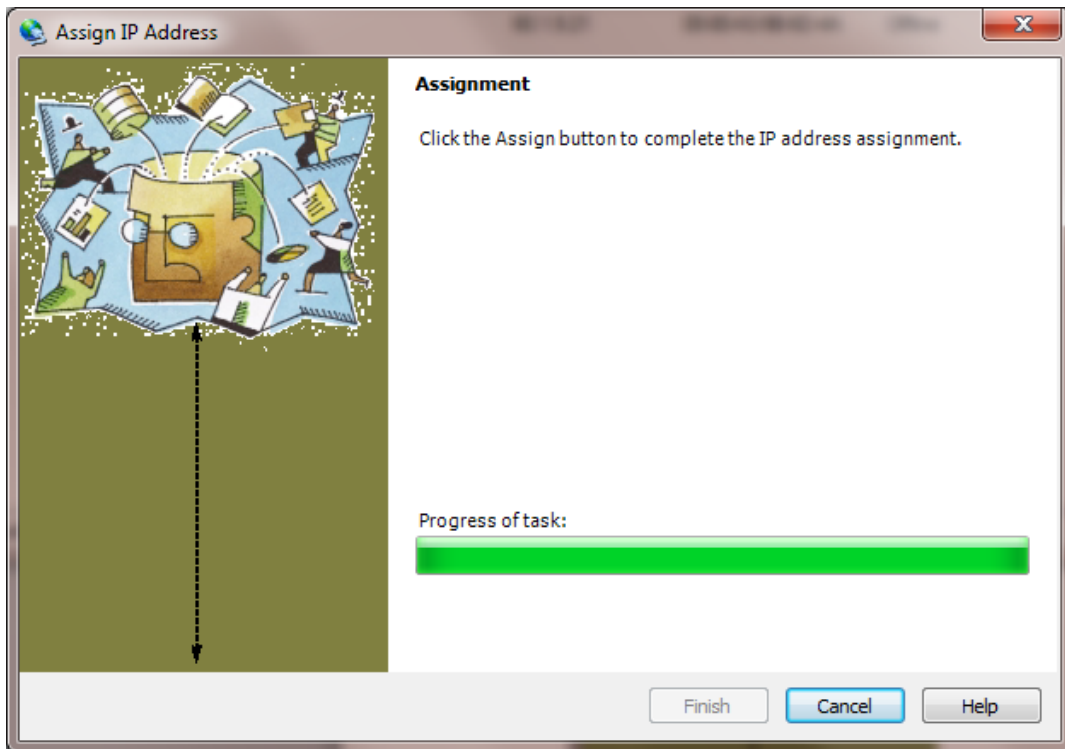 Assign IP Address
Assignment
Click the Assign button to complete the IP address assignment.
Progress of task:
Finish
Cancel
Help